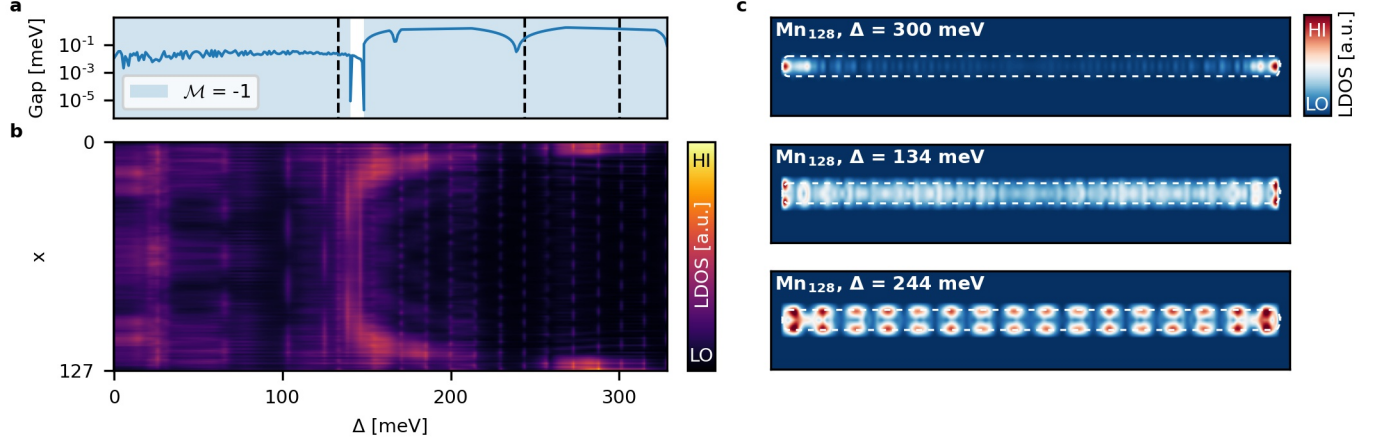 a
Gap [meV]
10⁻¹
10⁻³
10⁻⁵
ℳ = -1
b
x
0
127
0
100
200
300
Δ [meV]
HI
LDOS [a.u.]
LO
c
Mn₁₂₈, Δ = 300 meV
HI
LO
LDOS [a.u.]
Mn₁₂₈, Δ = 134 meV
Mn₁₂₈, Δ = 244 meV